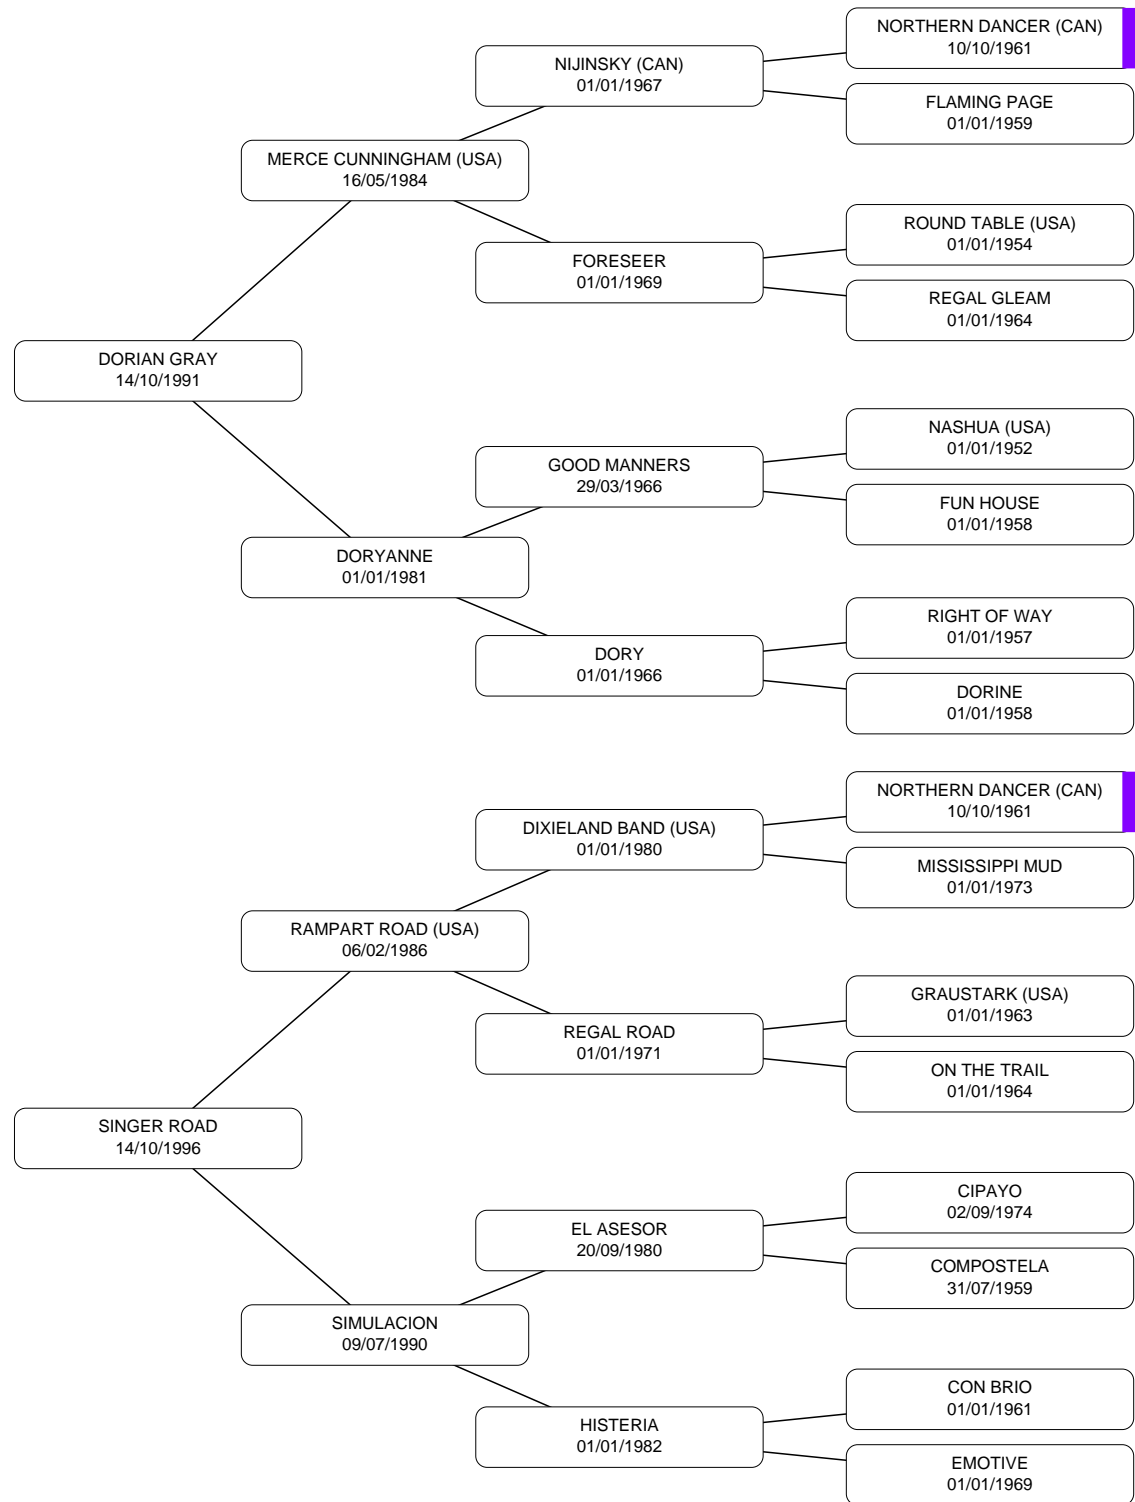 NORTHERN DANCER (CAN)
10/10/1961
NIJINSKY (CAN)
01/01/1967
FLAMING PAGE
01/01/1959
MERCE CUNNINGHAM (USA)
16/05/1984
ROUND TABLE (USA)
01/01/1954
FORESEER
01/01/1969
REGAL GLEAM
01/01/1964
DORIAN GRAY
14/10/1991
NASHUA (USA)
01/01/1952
GOOD MANNERS
29/03/1966
FUN HOUSE
01/01/1958
DORYANNE
01/01/1981
RIGHT OF WAY
01/01/1957
DORY
01/01/1966
DORINE
01/01/1958
NORTHERN DANCER (CAN)
10/10/1961
DIXIELAND BAND (USA)
01/01/1980
MISSISSIPPI MUD
01/01/1973
RAMPART ROAD (USA)
06/02/1986
GRAUSTARK (USA)
01/01/1963
REGAL ROAD
01/01/1971
ON THE TRAIL
01/01/1964
SINGER ROAD
14/10/1996
CIPAYO
02/09/1974
EL ASESOR
20/09/1980
COMPOSTELA
31/07/1959
SIMULACION
09/07/1990
CON BRIO
01/01/1961
HISTERIA
01/01/1982
EMOTIVE
01/01/1969